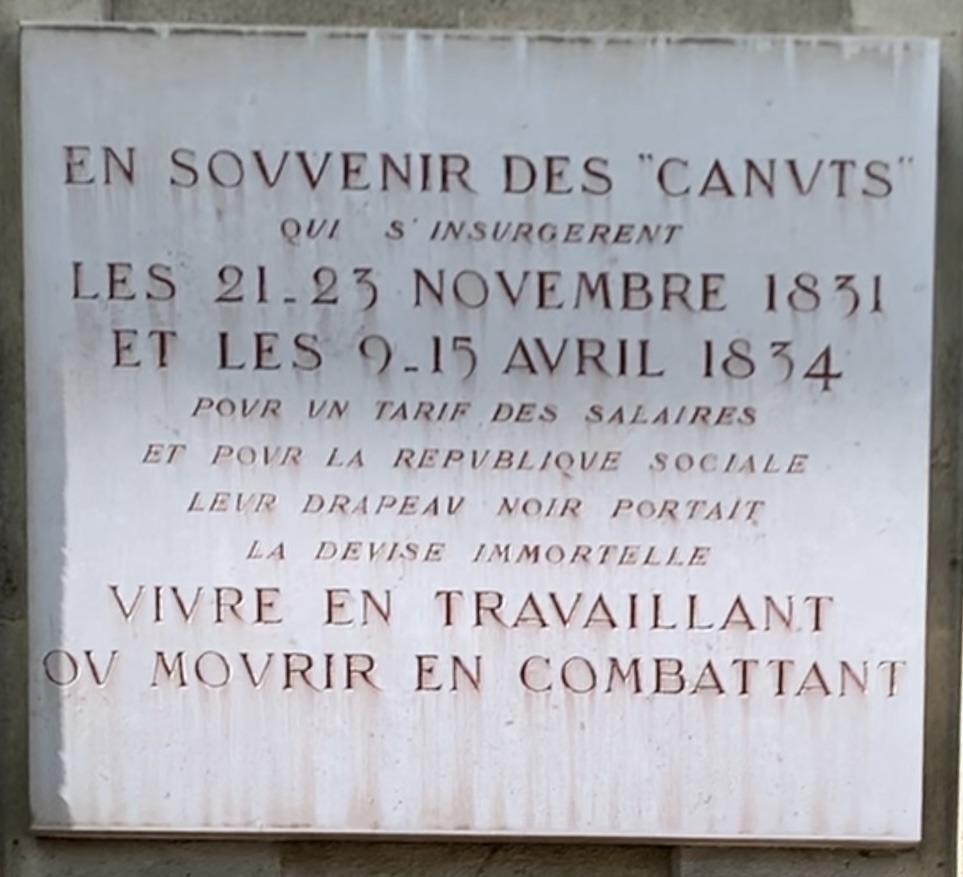 EN SOVVENIR DES "CANVTS"
QVI S'INSVRGERENT
LES 21-23 NOVEMBRE 1831
ET LES 9-15 AVRIL 1834
POVR VN TARIF DES SALAIRES
ET POVR LA REPVBLIQVE SOCIALE
LEVR DRAPEAV NOIR PORTAIT
LA DEVISE IMMORTELLE
VIVRE EN TRAVAILLANT
OV MOVRIR EN COMBATTANT